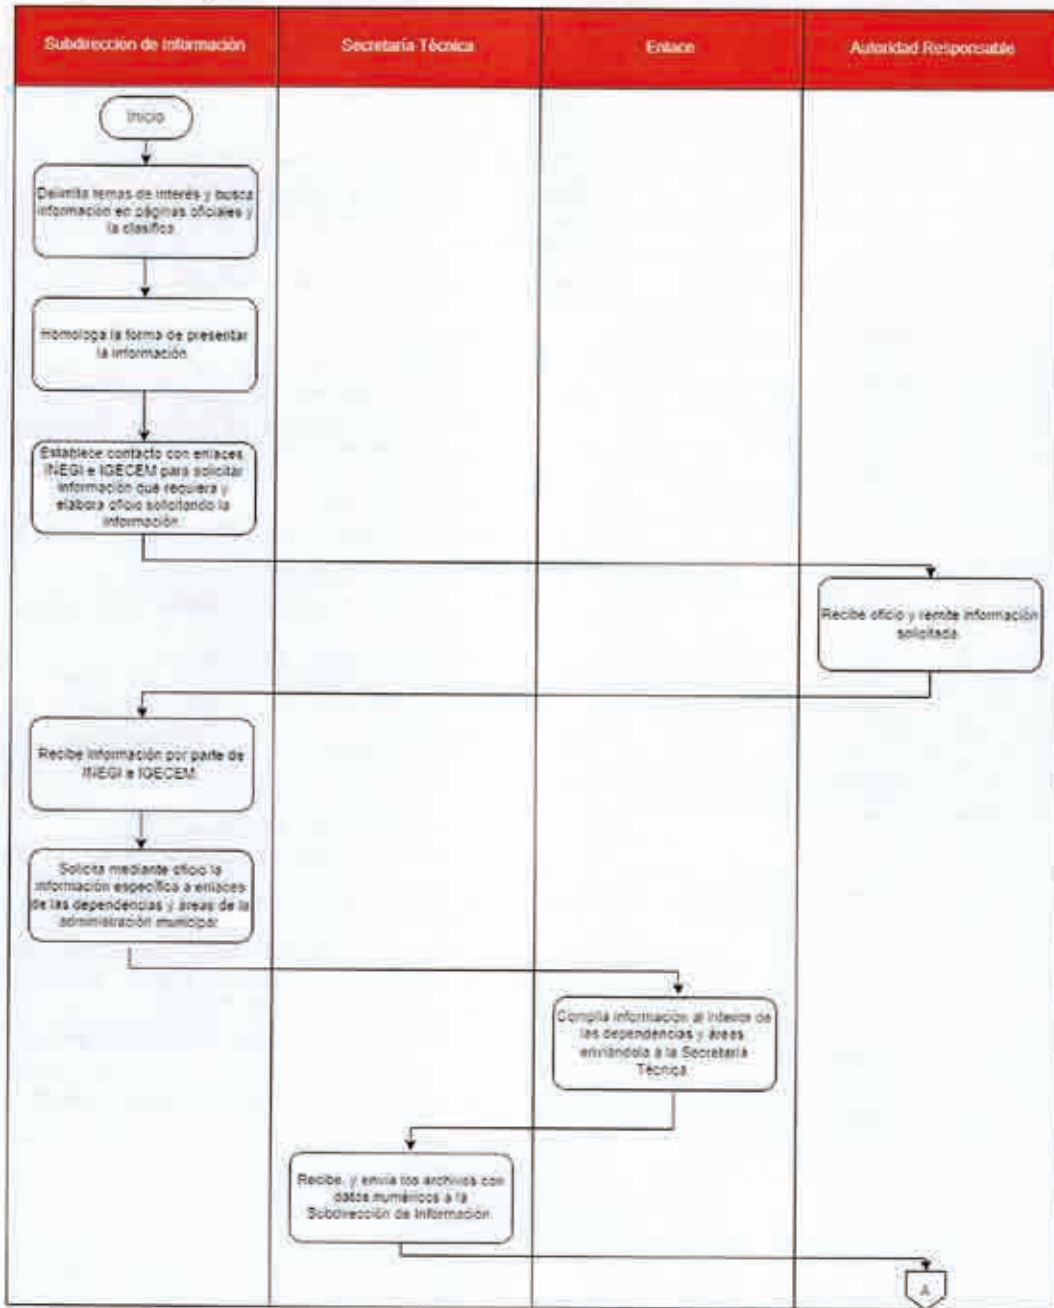 Subdirección de Información
Secretaría Técnica
Enlace
Autoridad Responsable
Inicio
Delimita temas de interés y busca
información en páginas oficiales y
la clasifica.
Homologa la forma de presentar
la información
Establece contacto con enlaces
INEGI e IGECEM para solicitar
información que requiera y
elabora oficio solicitando la
información.
Recibe oficio y remite información
solicitada.
Recibe información por parte de
INEGI e IGECEM.
Solicita mediante oficio la
información específica a enlaces
de las dependencias y áreas de la
administración municipal
Compila información al interior de
las dependencias y áreas
enviándola a la Secretaría
Técnica.
Recibe, y envía los archivos con
datos numéricos a la
Subdirección de Información.
A